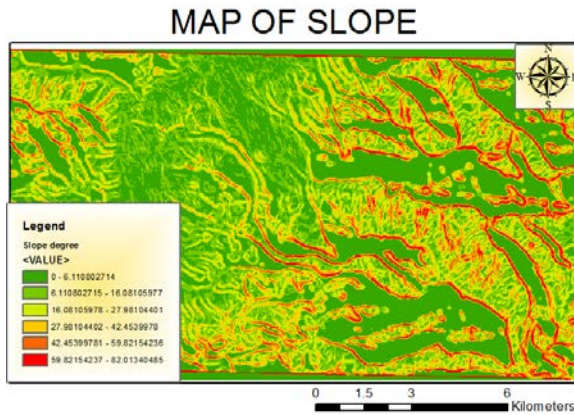 MAP OF SLOPE
N
W
S
Legend
Slope degree
<VALUE>
0 - 6.110802714
6.110802715 - 16.08105977
16.08105978 - 27.98104401
27.98104402 - 42.4539978
42.45399781 - 59.82154236
59.82154237 - 82.01340485
0 1.5 3 6
Kilometers